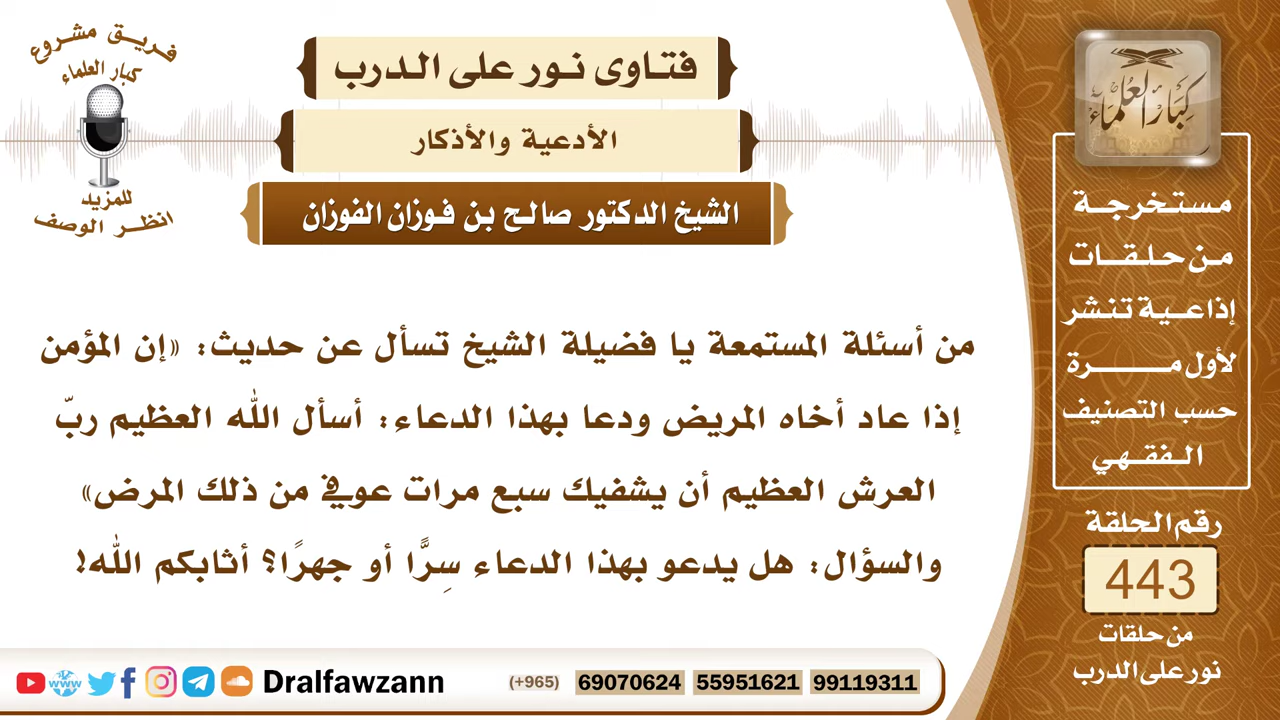 فريق مشروع
كبار العلماء
للمزيد
انظر الوصف
فتاوى نور على الدرب
الأدعية والأذكار
الشيخ الدكتور صالح بن فوزان الفوزان
من أسئلة المستمعة يا فضيلة الشيخ تسأل عن حديث: «إن المؤمن
إذا عاد أخاه المريض ودعا بهذا الدعاء: أسأل الله العظيم ربّ
العرش العظيم أن يشفيك سبع مرات عوفي من ذلك المرض»
والسؤال: هل يدعو بهذا الدعاء سِرًّا أو جهرًا؟ أثابكم الله!
كبار العلماء
مستخرجة
من حلقات
إذاعية تنشر
لأول مرة
حسب التصنيف
الفقهي
رقم الحلقة
443
من حلقات
نور على الدرب
www Dralfawzann (+965) 69070624 55951621 99119311